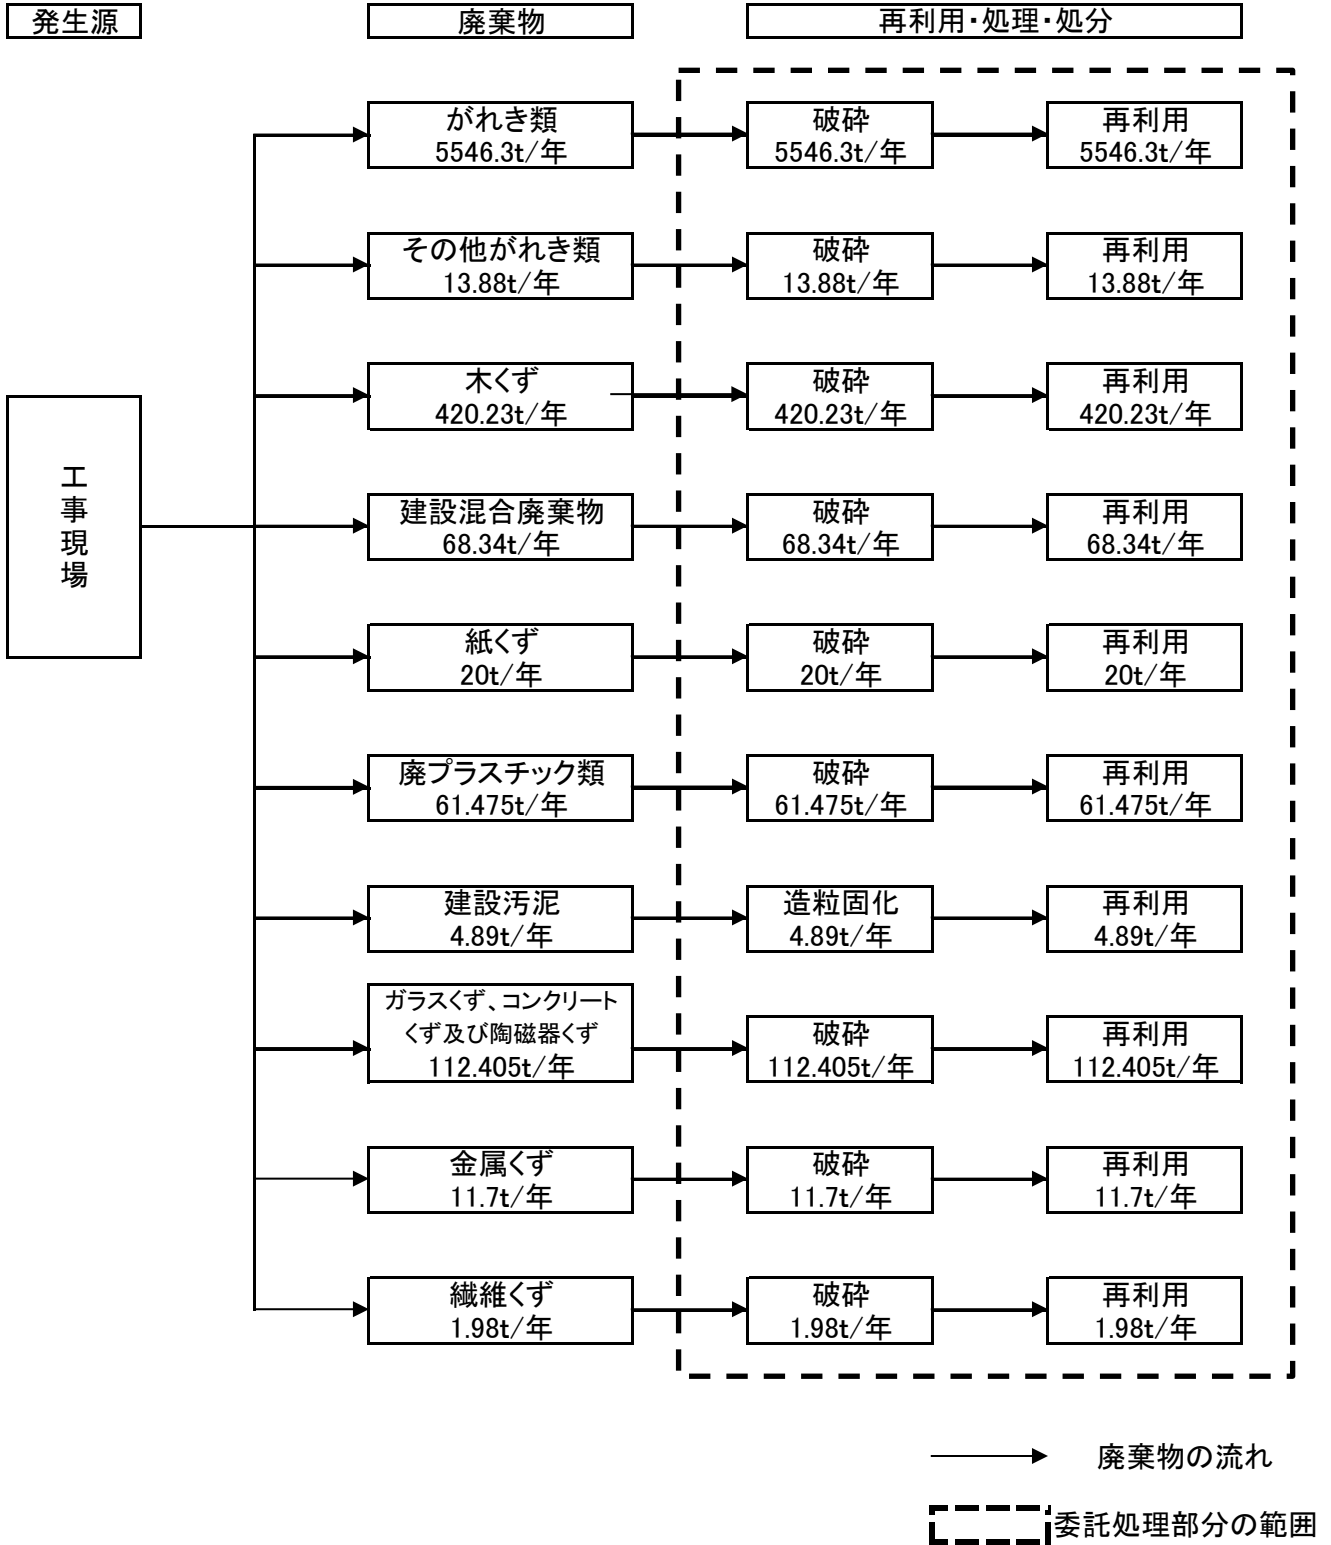 発生源
廃棄物
再利用・処理・処分
がれき類
5546.3t/年
破砕
5546.3t/年
再利用
5546.3t/年
その他がれき類
13.88t/年
破砕
13.88t/年
再利用
13.88t/年
木くず
420.23t/年
破砕
420.23t/年
再利用
420.23t/年
工事現場
建設混合廃棄物
68.34t/年
破砕
68.34t/年
再利用
68.34t/年
紙くず
20t/年
破砕
20t/年
再利用
20t/年
廃プラスチック類
61.475t/年
破砕
61.475t/年
再利用
61.475t/年
建設汚泥
4.89t/年
造粒固化
4.89t/年
再利用
4.89t/年
ガラスくず、コンクリート
くず及び陶磁器くず
112.405t/年
破砕
112.405t/年
再利用
112.405t/年
金属くず
11.7t/年
破砕
11.7t/年
再利用
11.7t/年
繊維くず
1.98t/年
破砕
1.98t/年
再利用
1.98t/年
廃棄物の流れ
委託処理部分の範囲